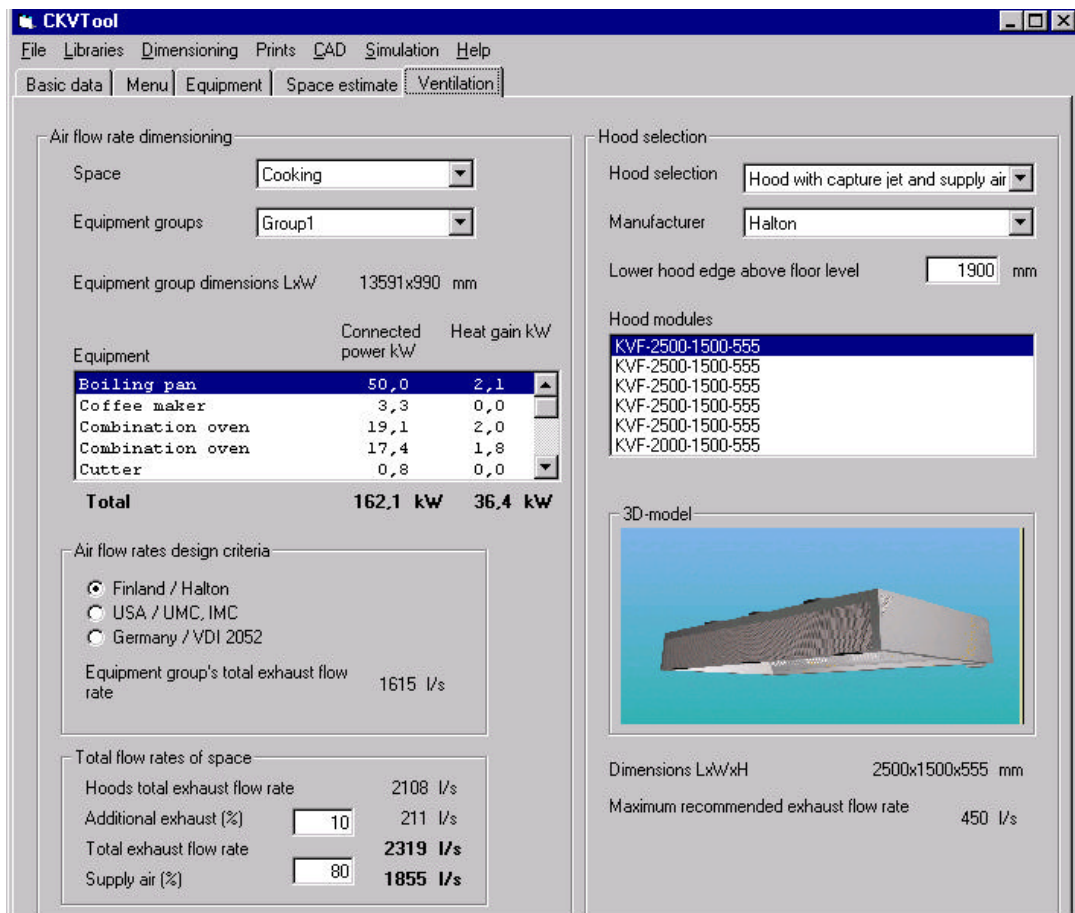 CKVTool
File Libraries Dimensioning Prints CAD Simulation Help
Basic data Menu Equipment Space estimate Ventilation
Air flow rate dimensioning
Space Cooking
Equipment groups Group1
Equipment group dimensions LxW 13591x990 mm
Equipment Connected power kW Heat gain kW
Boiling pan 50,0 2,1
Coffee maker 3,3 0,0
Combination oven 19,1 2,0
Combination oven 17,4 1,8
Cutter 0,8 0,0
Total 162,1 kW 36,4 kW
Air flow rates design criteria
Finland / Halton
USA / UMC, IMC
Germany / VDI 2052
Equipment group's total exhaust flow
rate 1615 l/s
Total flow rates of space
Hoods total exhaust flow rate 2108 l/s
Additional exhaust (%) 10 211 l/s
Total exhaust flow rate 2319 l/s
Supply air (%) 80 1855 l/s
Hood selection
Hood selection Hood with capture jet and supply air
Manufacturer Halton
Lower hood edge above floor level 1900 mm
Hood modules
KVF-2500-1500-555
KVF-2500-1500-555
KVF-2500-1500-555
KVF-2500-1500-555
KVF-2500-1500-555
KVF-2000-1500-555
3D-model
Dimensions LxWxH 2500x1500x555 mm
Maximum recommended exhaust flow rate 450 l/s